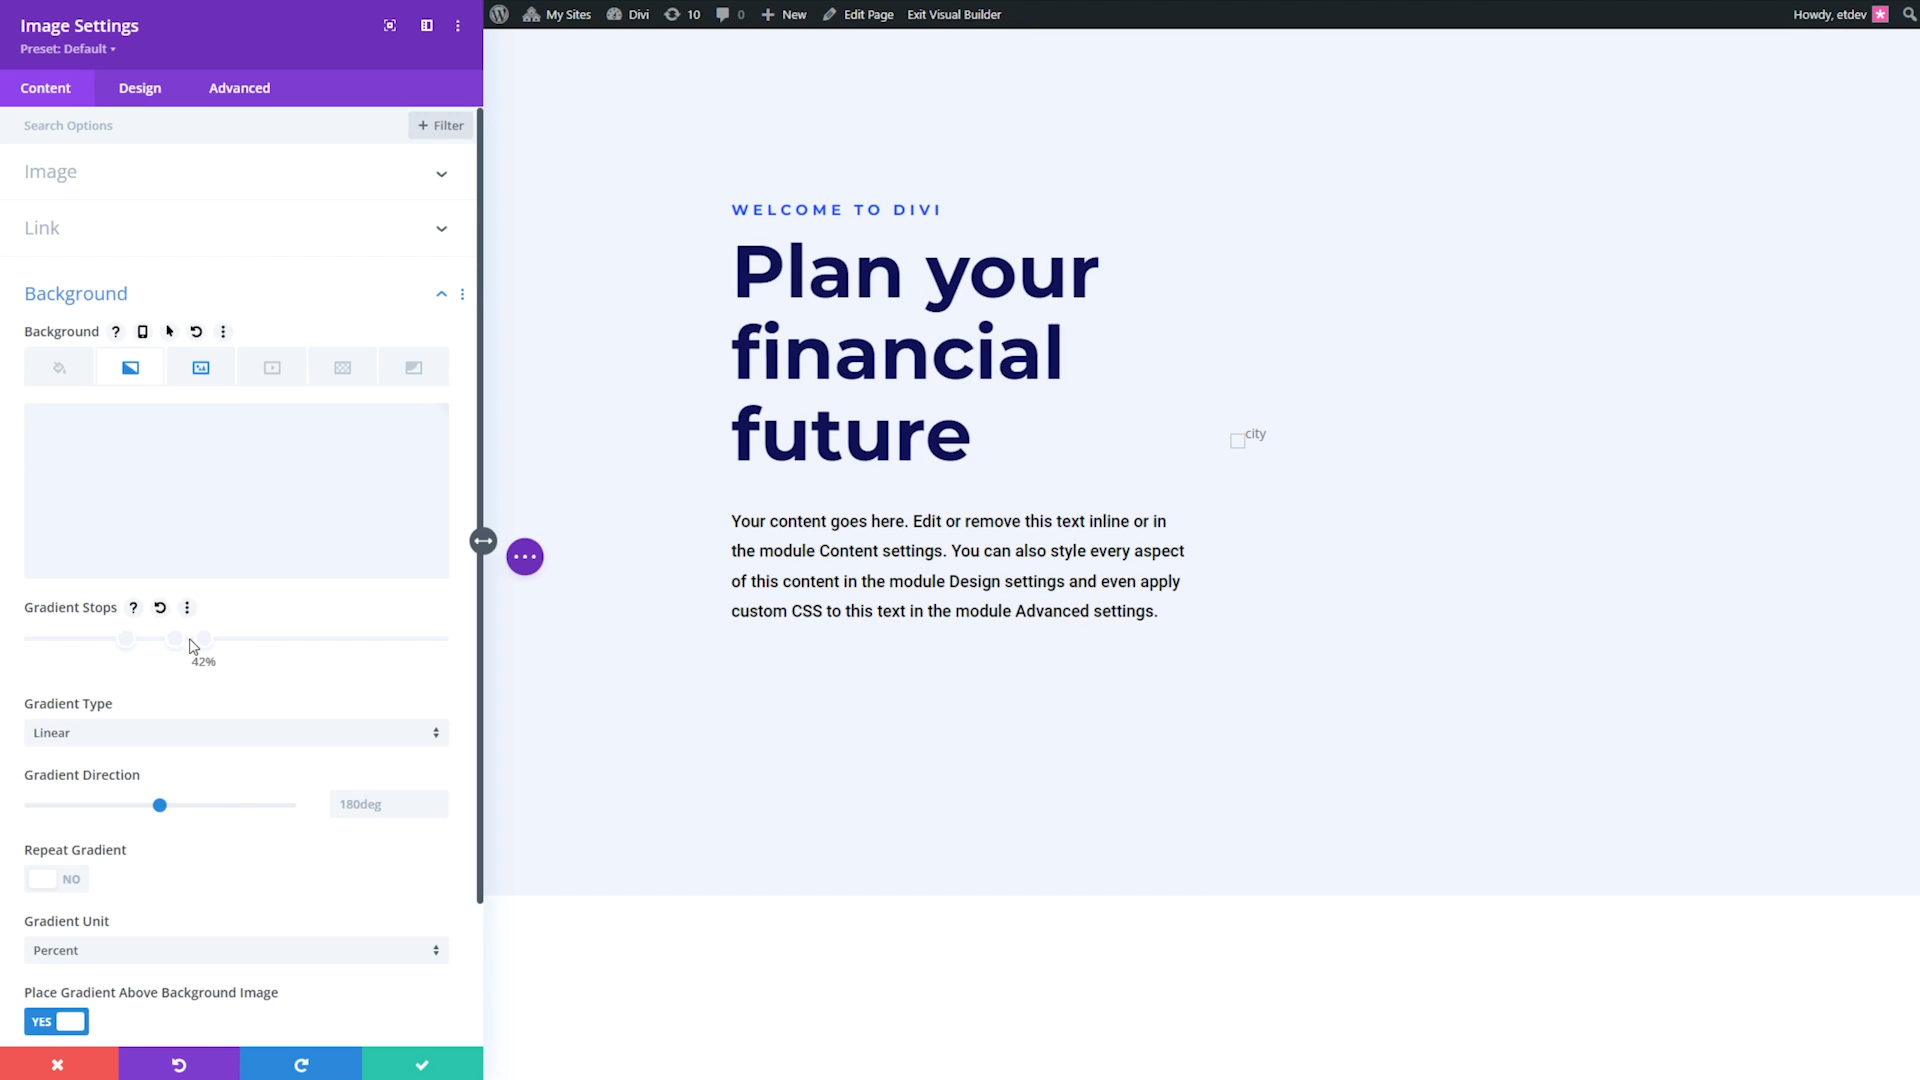 Image Settings
Preset: Default
My Sites
Divi
10
0
New
Edit Page
Exit Visual Builder
Howdy, etdev
Content
Design
Advanced
Search Options
+ Filter
Image
Link
Background
Background
Gradient Stops
42%
Gradient Type
Linear
Gradient Direction
180deg
Repeat Gradient
NO
Gradient Unit
Percent
Place Gradient Above Background Image
YES
WELCOME TO DIVI
Plan your
financial
future
city
Your content goes here. Edit or remove this text inline or in
the module Content settings. You can also style every aspect
of this content in the module Design settings and even apply
custom CSS to this text in the module Advanced settings.